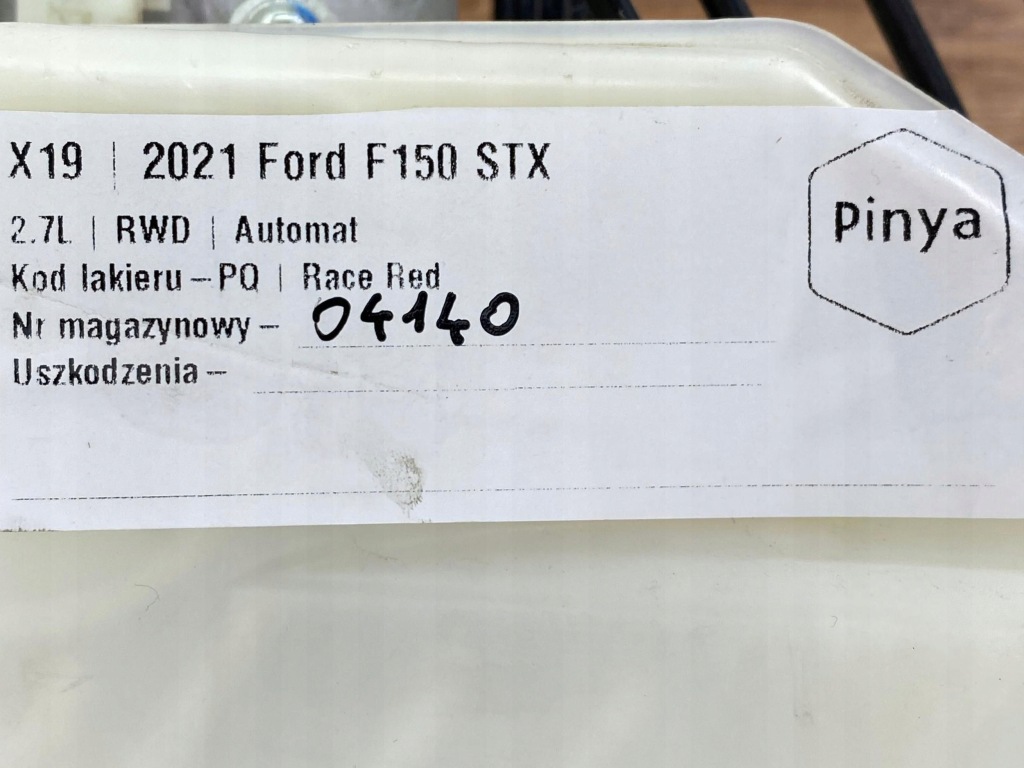 X19 | 2021 Ford F150 STX
Pinya
2.7L | RWD | Automat
Kod lakieru – PQ | Race Red
Nr magazynowy – 04140
Uszkodzenia –